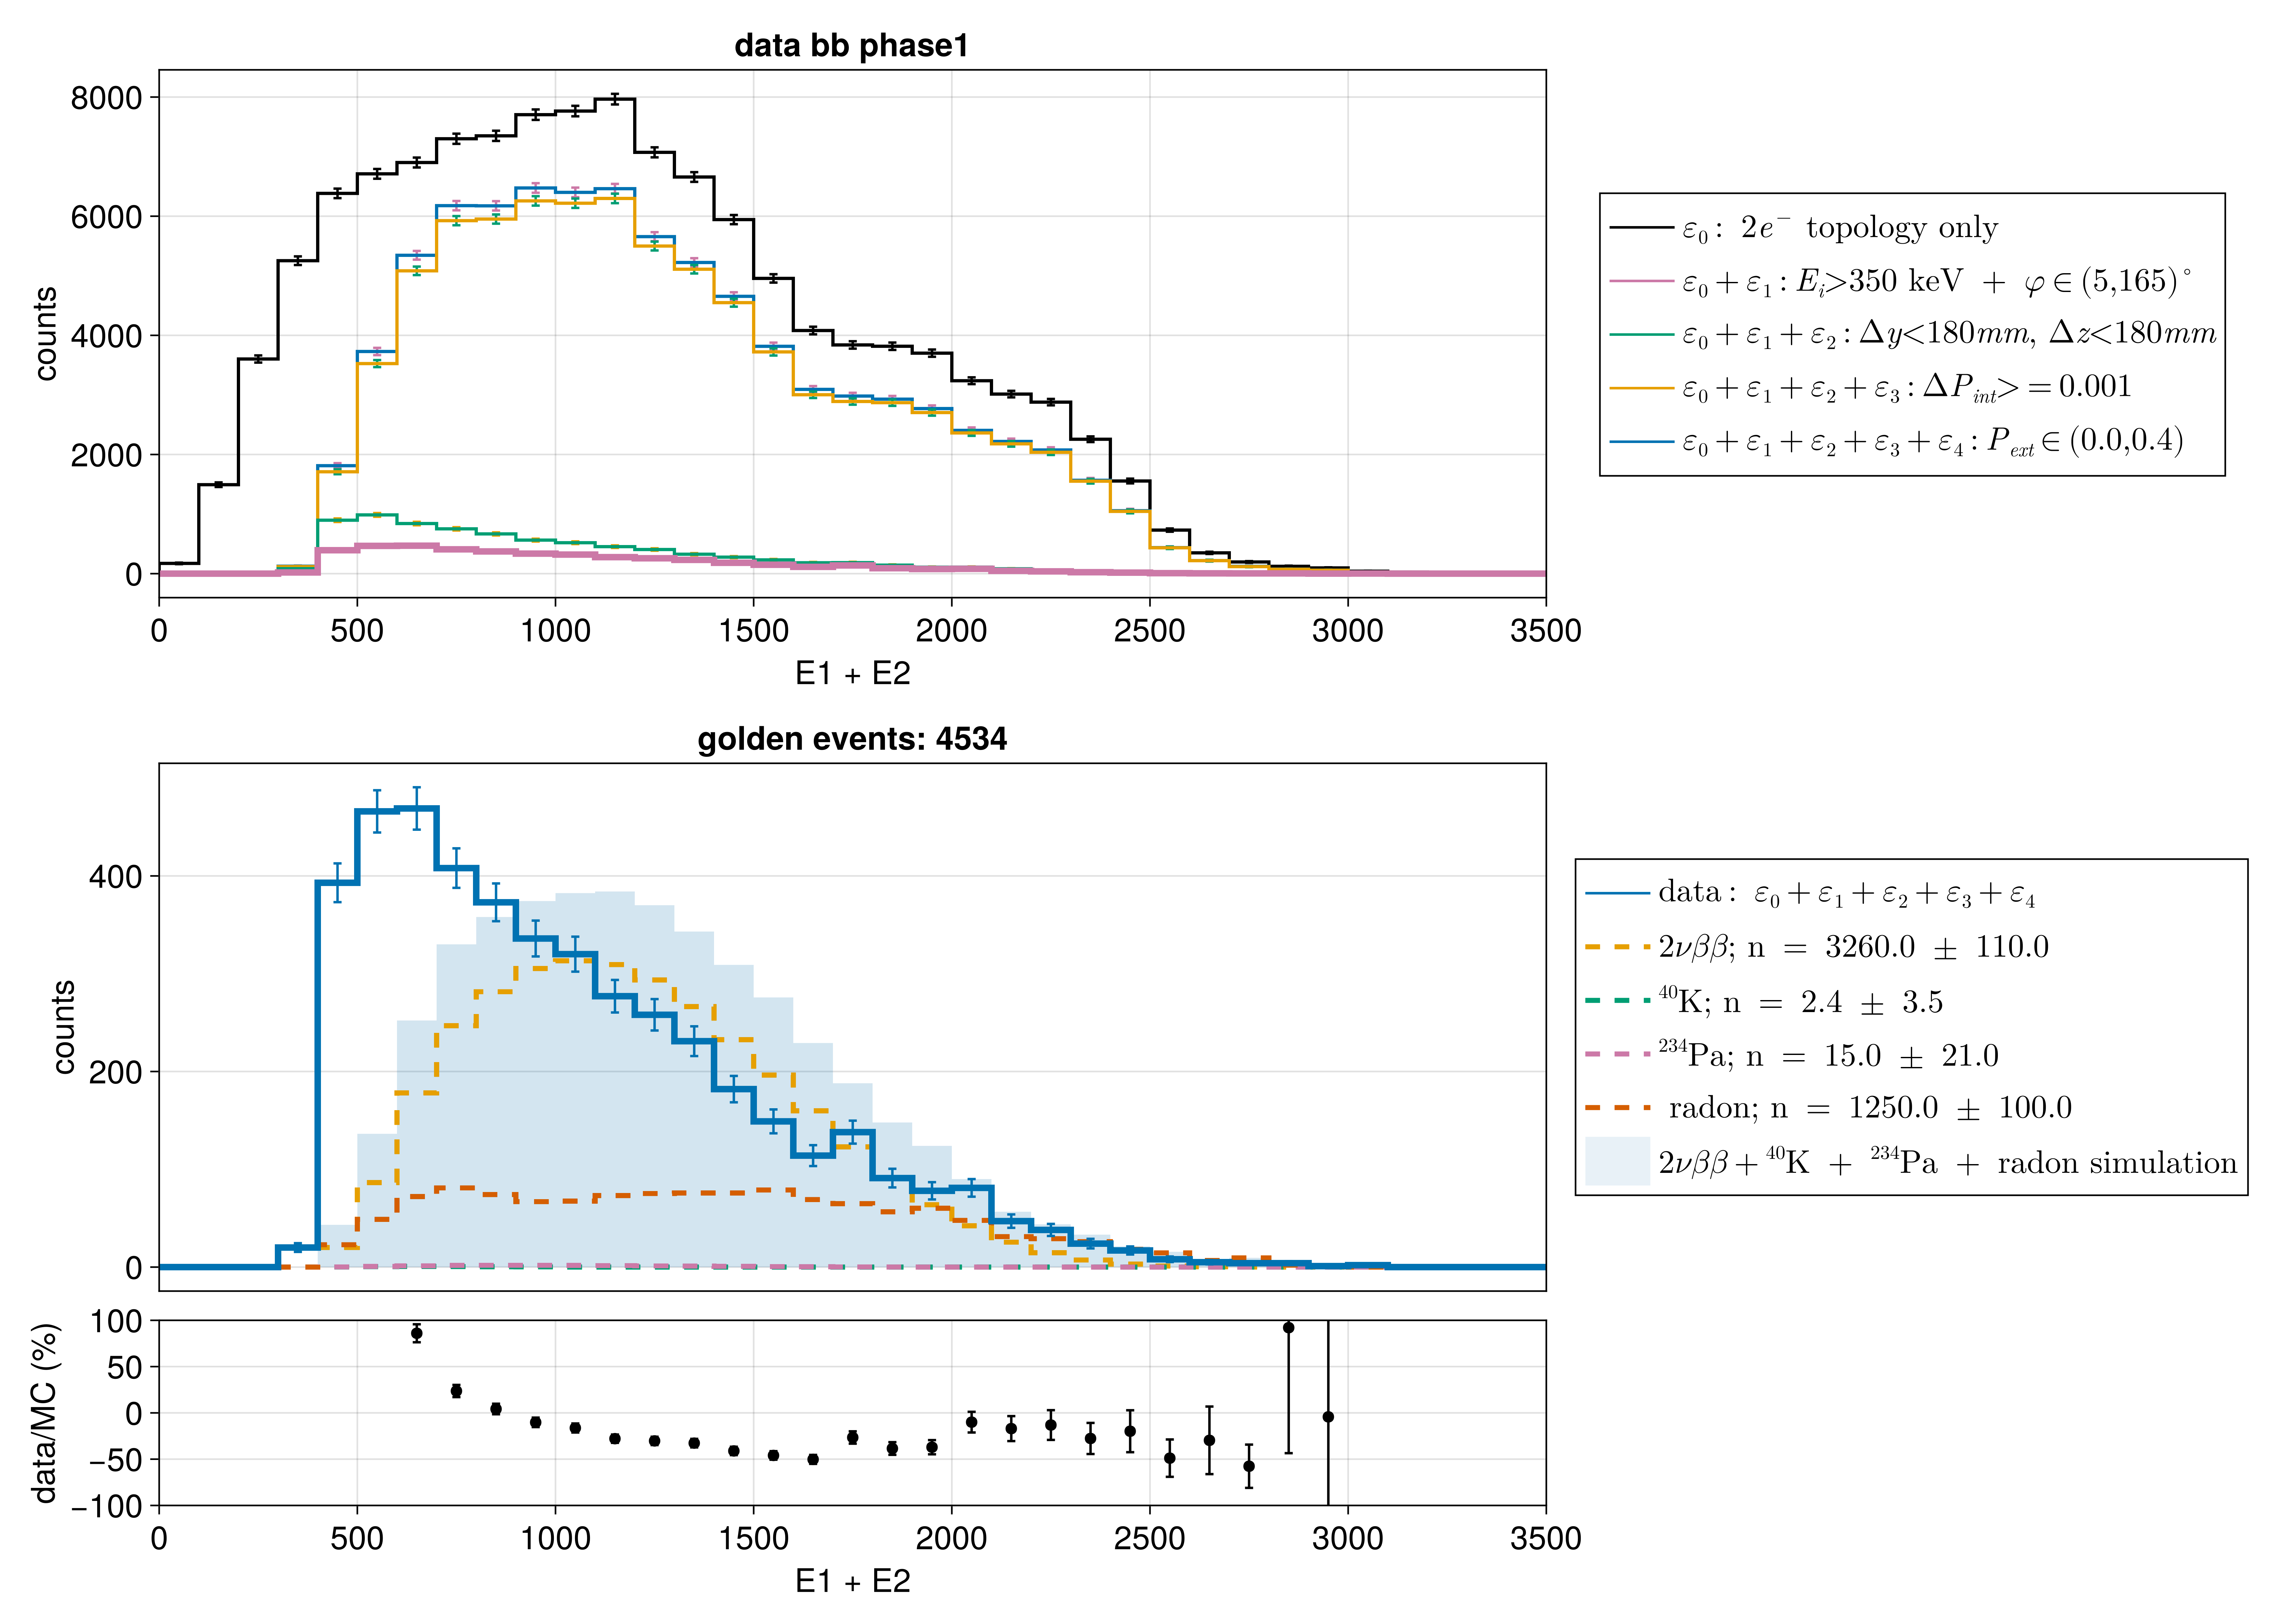 data bb phase1
8000
6000
4000
2000
0
counts
0 500 1000 1500 2000 2500 3000 3500
E1 + E2
ε₀: 2e⁻ topology only
ε₀ + ε₁: Eᵢ>350 keV + φ ∈ (5,165)°
ε₀ + ε₁ + ε₂: Δy<180mm, Δz<180mm
ε₀ + ε₁ + ε₂ + ε₃: ΔP_int> = 0.001
ε₀ + ε₁ + ε₂ + ε₃ + ε₄: P_ext ∈ (0.0,0.4)
golden events: 4534
400
200
0
counts
data: ε₀ + ε₁ + ε₂ + ε₃ + ε₄
2νββ; n = 3260.0 ± 110.0
⁴⁰K; n = 2.4 ± 3.5
²³⁴Pa; n = 15.0 ± 21.0
radon; n = 1250.0 ± 100.0
2νββ + ⁴⁰K + ²³⁴Pa + radon simulation
100
50
0
−50
−100
data/MC (%)
0 500 1000 1500 2000 2500 3000 3500
E1 + E2